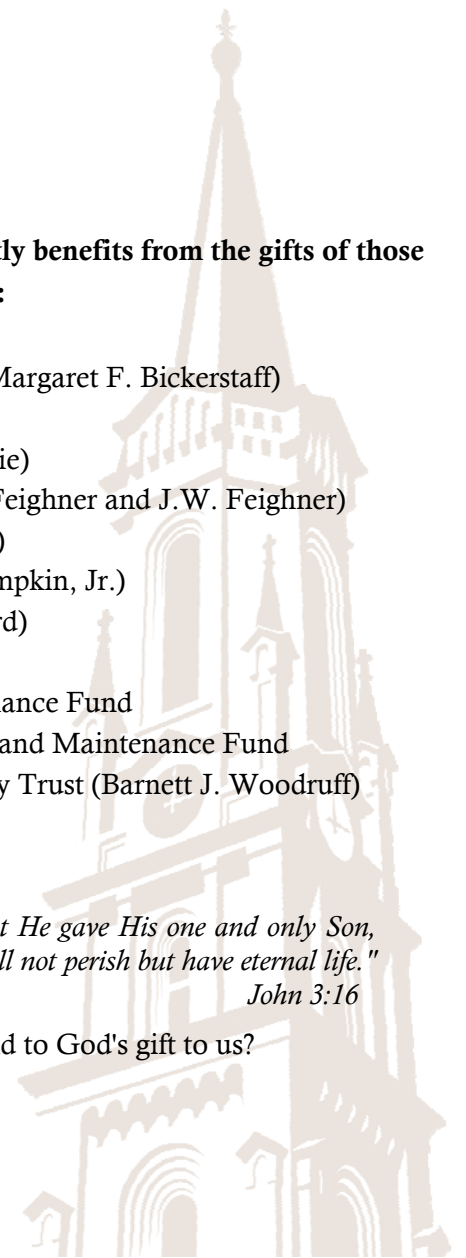 tly benefits from the gifts of those
:
Margaret F. Bickerstaff)
ie)
Feighner and J.W. Feighner)
)
mpkin, Jr.)
rd)
nance Fund
and Maintenance Fund
y Trust (Barnett J. Woodruff)
t He gave His one and only Son,
ll not perish but have eternal life."
John 3:16
d to God's gift to us?